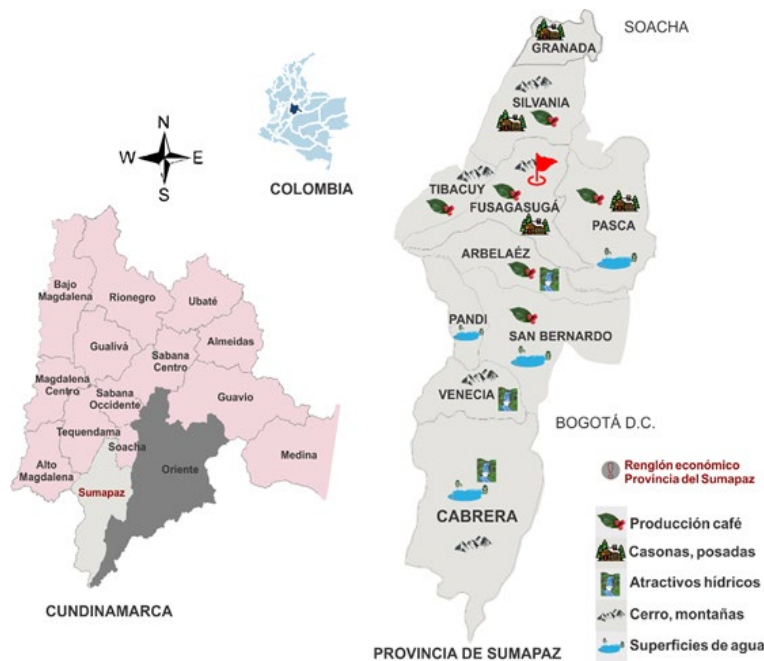 SOACHA
GRANADA
SILVANIA
TIBACUY
FUSAGASUGÁ
PASCA
ARBELAÉZ
PANDI
SAN BERNARDO
VENECIA
BOGOTÁ D.C.
CABRERA
PROVINCIA DE SUMAPAZ
N
W
E
S
COLOMBIA
Bajo
Magdalena
Rionegro
Ubaté
Gualivá
Almeidas
Sabana
Centro
Magdalena
Centro
Sabana
Occidente
Guavio
Tequendama
Soacha
Alto
Magdalena
Sumapaz
Oriente
Medina
CUNDINAMARCA
Renglón económico
Provincia del Sumapaz
Producción café
Casonas, posadas
Atractivos hídricos
Cerro, montañas
Superficies de agua